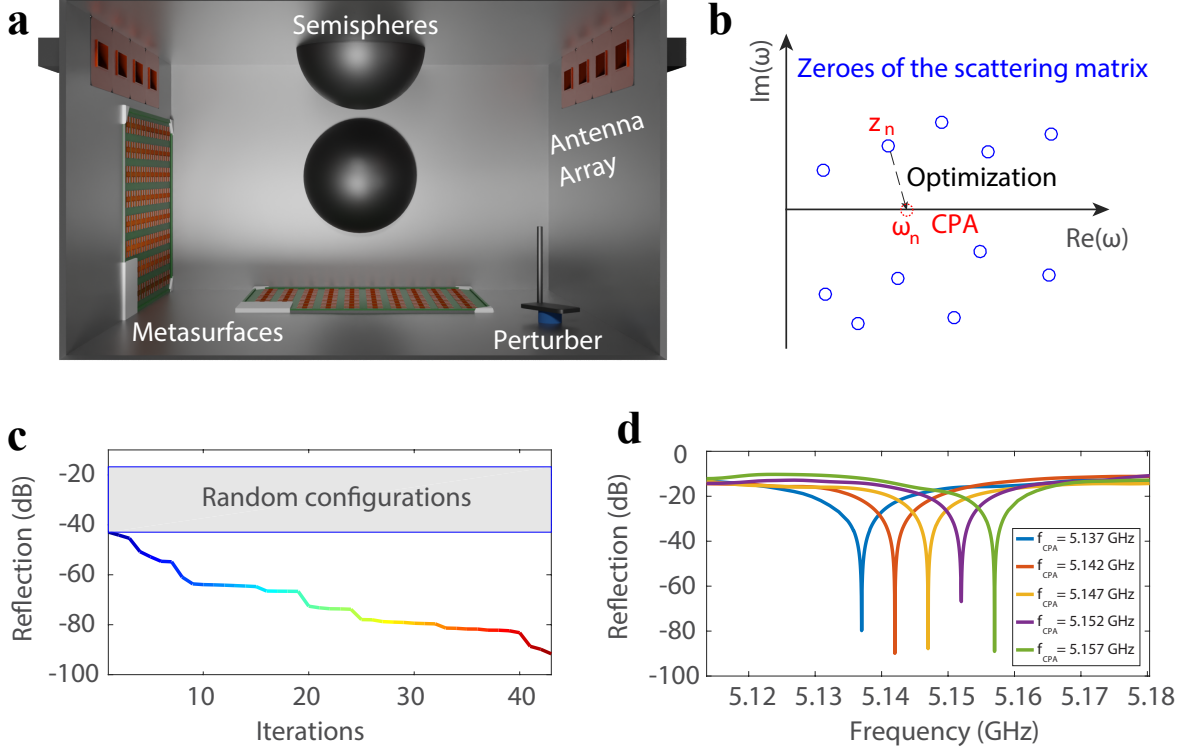 a
Semispheres
Antenna
Array
Metasurfaces
Perturber
b
Im(ω)
Zeroes of the scattering matrix
z n
Optimization
ω n
CPA
Re(ω)
c
Reflection (dB)
-20
-40
-60
-80
-100
Random configurations
10
20
30
40
Iterations
d
Reflection (dB)
0
-20
-40
-60
-80
-100
f CPA = 5.137 GHz
f CPA = 5.142 GHz
f CPA = 5.147 GHz
f CPA = 5.152 GHz
f CPA = 5.157 GHz
5.12
5.13
5.14
5.15
5.16
5.17
5.18
Frequency (GHz)